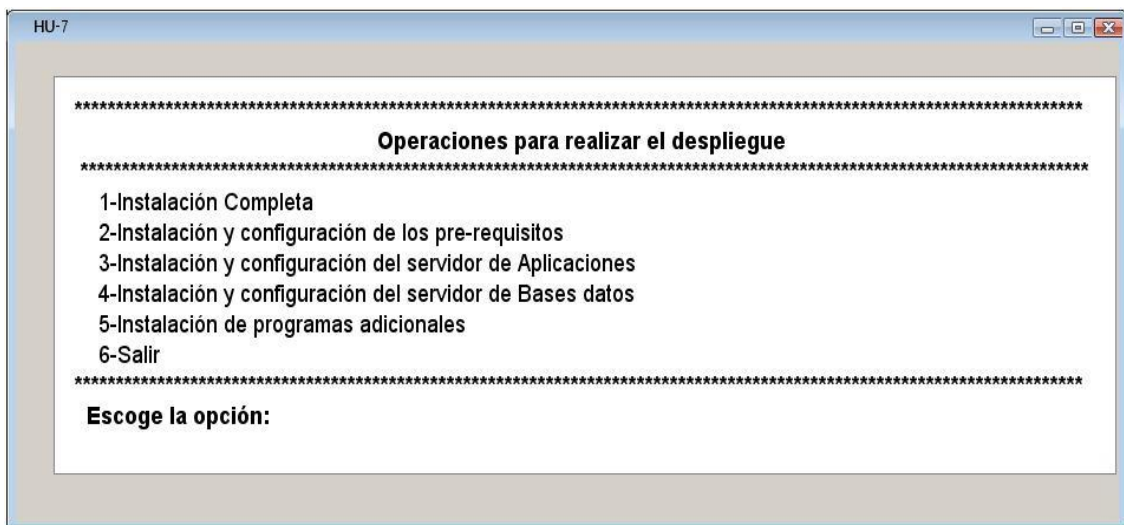 HU-7
****************************************************************************************************************************
Operaciones para realizar el despliegue
****************************************************************************************************************************
1-Instalación Completa
2-Instalación y configuración de los pre-requisitos
3-Instalación y configuración del servidor de Aplicaciones
4-Instalación y configuración del servidor de Bases datos
5-Instalación de programas adicionales
6-Salir
****************************************************************************************************************************
Escoge la opción: